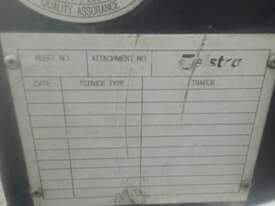 QUALITY ASSURANCE
FLEET NO. ATTACHMENT NO. Telstra
DATE SERVICE TYPE TRADER